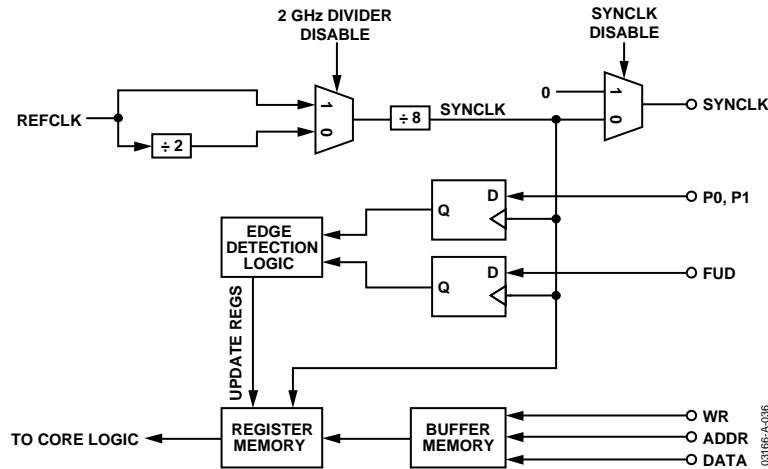 2 GHz DIVIDER
DISABLE
SYNCLK
DISABLE
REFCLK
÷ 2
1
0
÷ 8
SYNCLK
0
1
0
SYNCLK
D
Q
P0, P1
EDGE
DETECTION
LOGIC
D
Q
FUD
UPDATE REGS
TO CORE LOGIC
REGISTER
MEMORY
BUFFER
MEMORY
WR
ADDR
DATA
03166-A-036